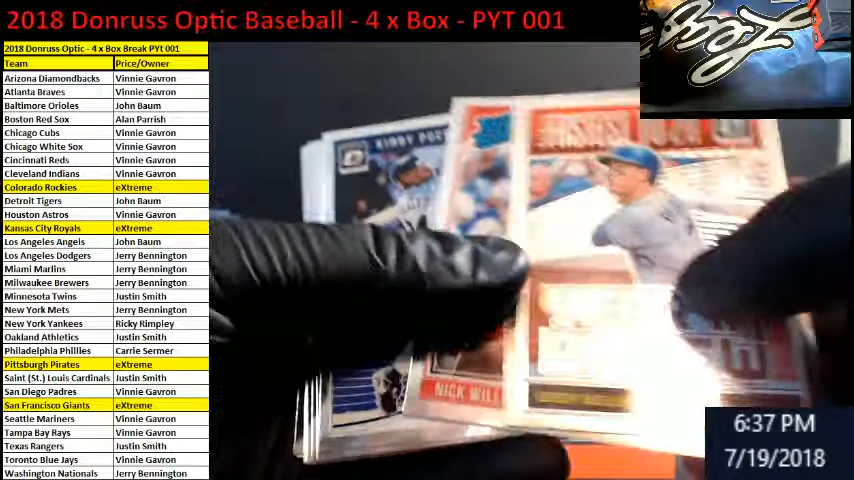 2018 Donruss Optic Baseball - 4 x Box - PYT 001
2018 Donruss Optic - 4 x Box Break PYt 001
Team Price/Owner
Arizona Diamondbacks Vinnie Gavron
Atlanta Braves Vinnie Gavron
Baltimore Orioles John Baum
Boston Red Sox Alan Parrish
Chicago Cubs Vinnie Gavron
Chicago White Sox Vinnie Gavron
Cincinnati Reds Vinnie Gavron
Cleveland Indians Vinnie Gavron
Colorado Rockies eXtreme
Detroit Tigers John Baum
Houston Astros Vinnie Gavron
Kansas City Royals eXtreme
Los Angeles Angels John Baum
Los Angeles Dodgers Jerry Bennington
Miami Marlins Jerry Bennington
Milwaukee Brewers Jerry Bennington
Minnesota Twins Justin Smith
New York Mets Jerry Bennington
New York Yankees Ricky Rimpley
Oakland Athletics Justin Smith
Philadelphia Phillies Carrie Sermer
Pittsburgh Pirates eXtreme
Saint (St.) Louis Cardinals Justin Smith
San Diego Padres Vinnie Gavron
San Francisco Giants eXtreme
Seattle Mariners Vinnie Gavron
Tampa Bay Rays Vinnie Gavron
Texas Rangers Justin Smith
Toronto Blue Jays Vinnie Gavron
Washington Nationals Jerry Bennington
KIRBY PUC
NICK WILL
6:37 PM
7/19/2018